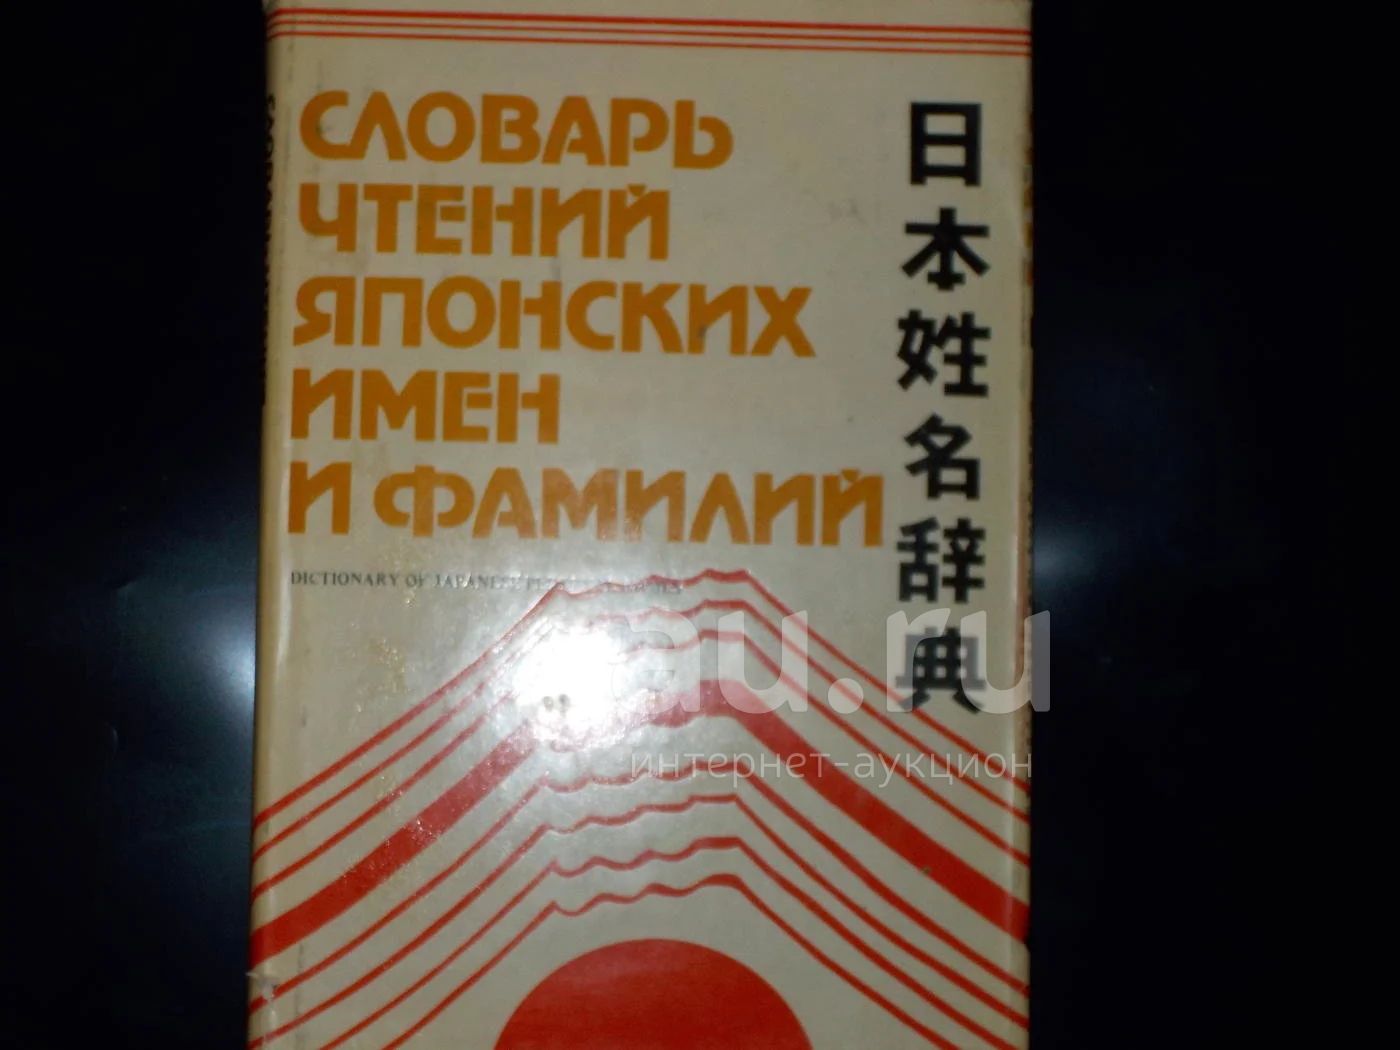 СЛОВАРЬ
ЧТЕНИЙ
ЯПОНСКИХ
ИМЕН
И ФАМИЛИЙ
DICTIONARY OF JAPANESE
日本姓名辞典
au.ru
интернет-аукцион